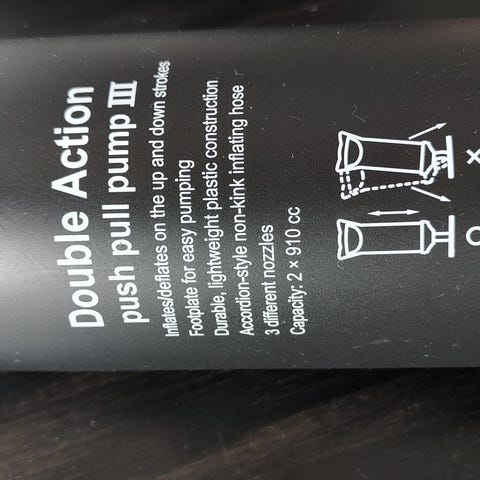 Double Action
push pull pump III
Inflates/deflates on the up and down strokes
Footplate for easy pumping
Durable, lightweight plastic construction
Accordion-style non-kink inflating hose
3 different nozzles
Capacity: 2 x 910 cc